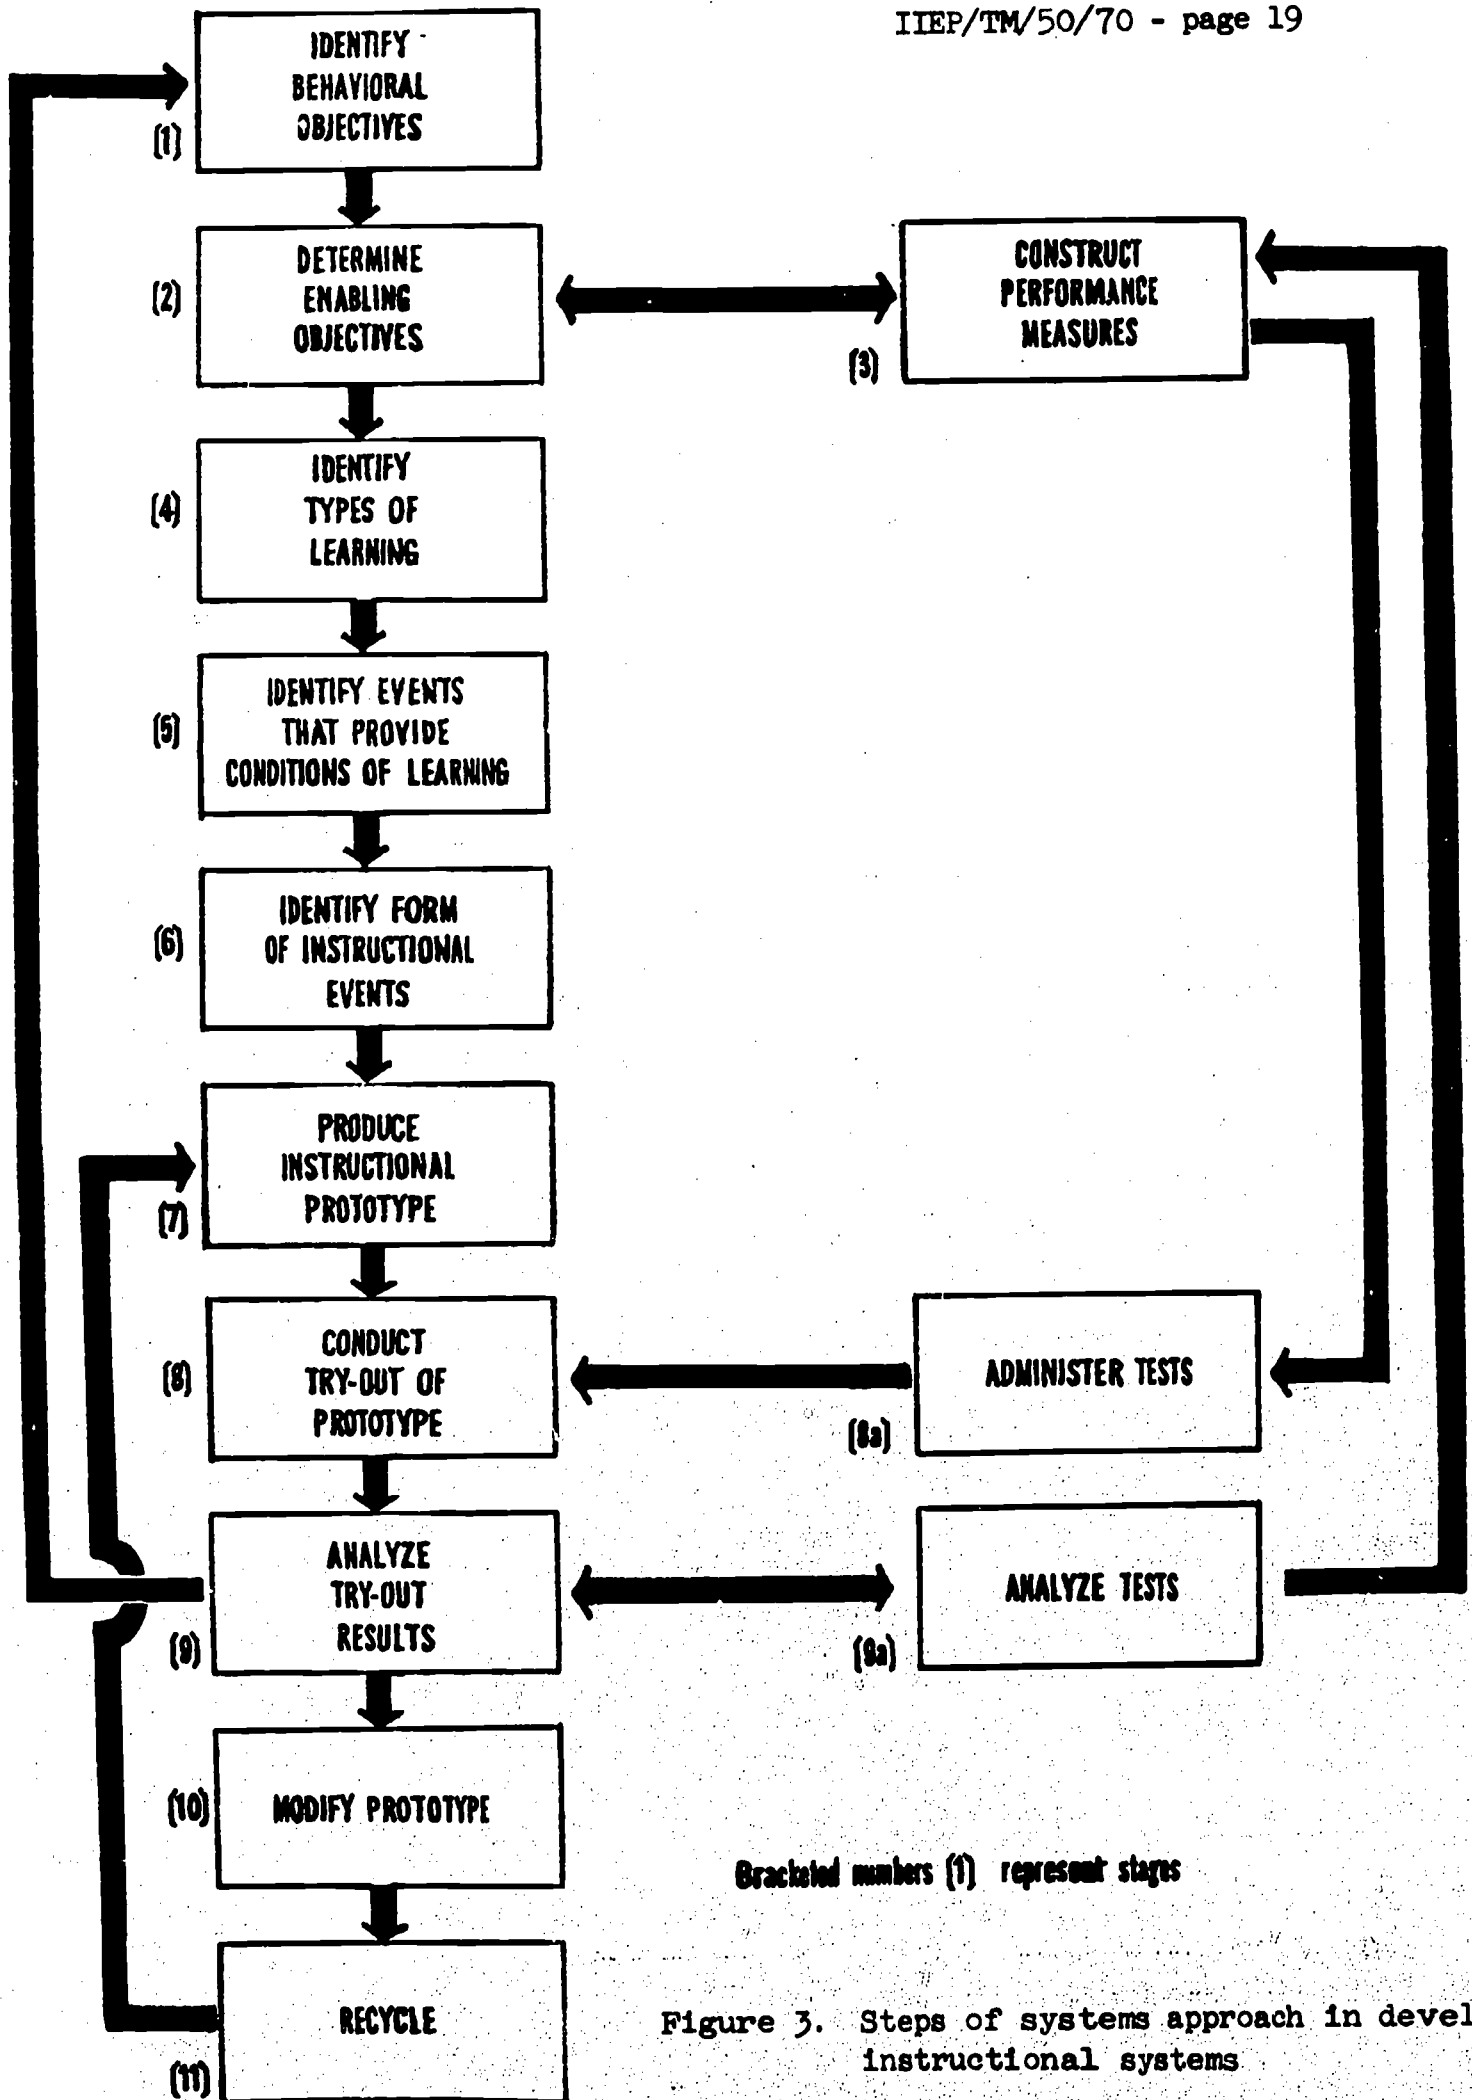 IIEP/TM/50/70 - page 19
IDENTIFY
BEHAVIORAL
OBJECTIVES
(1)
DETERMINE
ENABLING
OBJECTIVES
(2)
CONSTRUCT
PERFORMANCE
MEASURES
(3)
IDENTIFY
TYPES OF
LEARNING
(4)
IDENTIFY EVENTS
THAT PROVIDE
CONDITIONS OF LEARNING
(5)
IDENTIFY FORM
OF INSTRUCTIONAL
EVENTS
(6)
PRODUCE
INSTRUCTIONAL
PROTOTYPE
(7)
CONDUCT
TRY-OUT OF
PROTOTYPE
(8)
ADMINISTER TESTS
(8a)
ANALYZE
TRY-OUT
RESULTS
(9)
ANALYZE TESTS
(9a)
MODIFY PROTOTYPE
(10)
Bracketed numbers (1) represent stages
RECYCLE
(11)
Figure 3. Steps of systems approach in devel
instructional systems